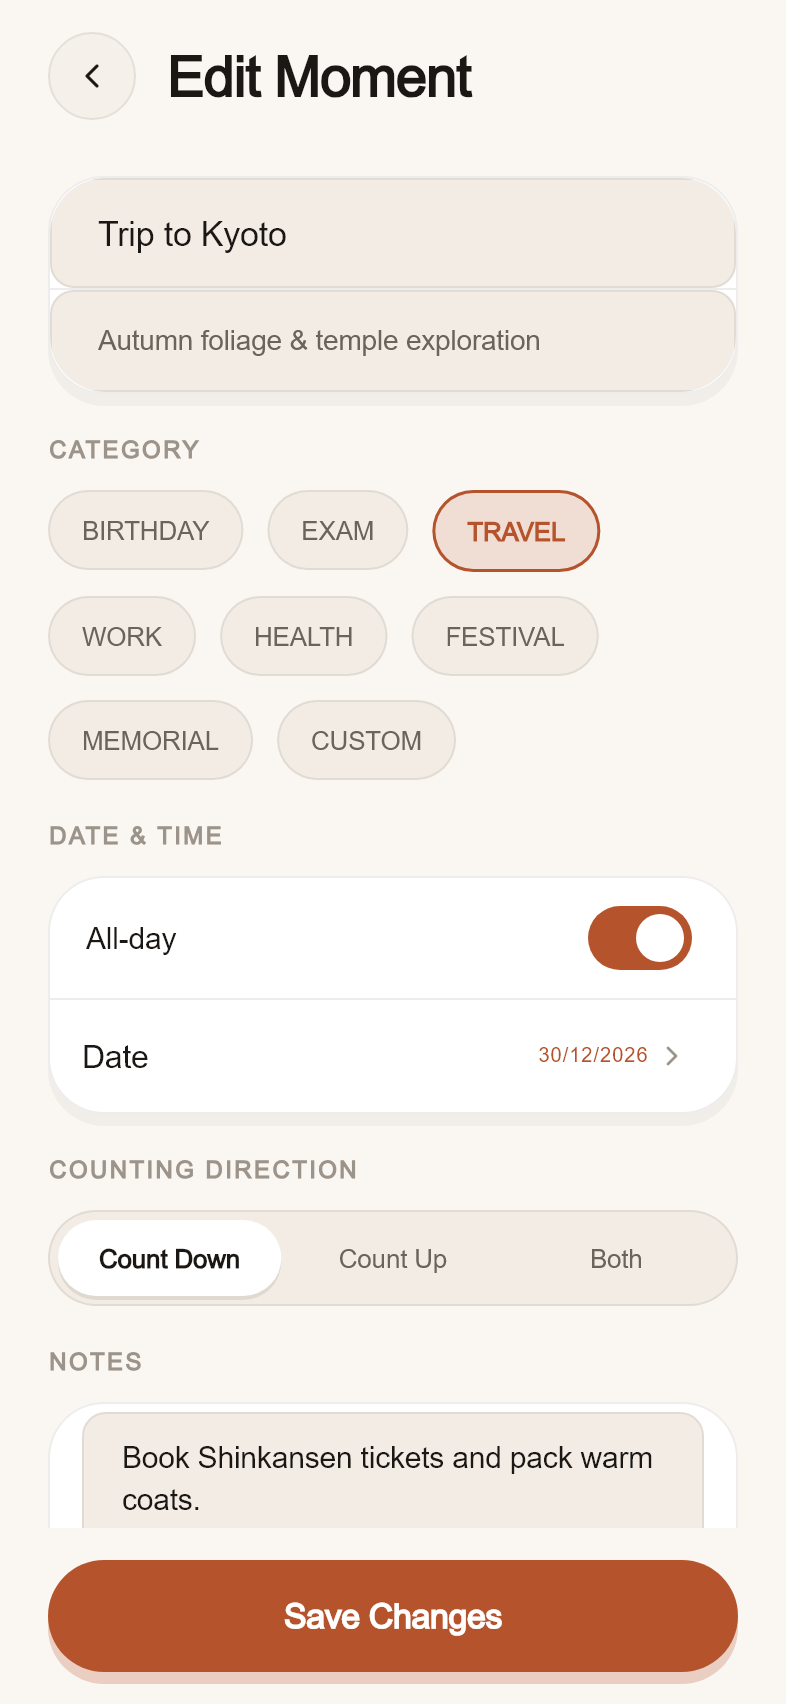 Edit Moment
Trip to Kyoto
Autumn foliage & temple exploration
CATEGORY
BIRTHDAY EXAM TRAVEL
WORK HEALTH FESTIVAL
MEMORIAL CUSTOM
DATE & TIME
All-day
Date 30/12/2026
COUNTING DIRECTION
Count Down Count Up Both
NOTES
Book Shinkansen tickets and pack warm
coats.
Save Changes